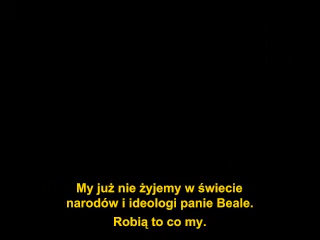 My już nie żyjemy w świecie
narodów i ideologi panie Beale.
Robią to co my.